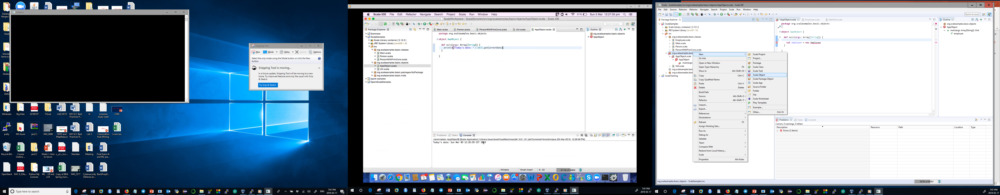 eclipsec
Desktop
Narges L
Week
Sheridan
Seneca a
Desktop
GNS3
Snipping Tool
New
Mode
Delay
Cancel
Options
Select the snip mode using the Mode button or click the New
button.
Snipping Tool is moving...
In a future update, Snipping Tool will be moving to a new
home. Try improved features and snip like usual with Snip
& Sketch.
Try Snip & Sketch
Minikube
Big Data
20190107
OSsub
LAB 2W19
HDI SCC Best
Practices P...
AI
schedule
study week
CNN
putty
MS Azure
jars(1)
IMG_6898
HDFS and
MapReduce
HDI SCC Best
Practices R...
Lab 5
1 Association
Rule Mining
Licencses
Recycle Bin
Course
Outline ...
jars(1)
Week 2 -Intro
to Server
Sheridan
Meeting
Final Exam
AI and ML exa...
OpenStack
EHC-E_Filla...
Python My
Lectures
ML - LR and
LLR
Copy of BDA
Spring_Sum...
IMG_2517
Cybersecurity
Defense an...
BackPropD...
Type here to search
ENG
7:01 PM
2019-03-17
Scala IDE File Edit Refactor Navigate Search Project Scala Run Window Help
21% Sun 3 Mar 12:27:05 pm
ScalaWorkspace - ScalaSamples/src/org/scalasamples/basic/objects/AppObject.scala - Scala IDE
Quick Access
Package Explorer
Exercises
ScalaSamples
Scala Library container [ 2.12.3 ]
JRE System Library [JavaSE-1.8]
src
org.scalasamples.basic.classes
Main.scala
Person.scala
PersonWithPrimCons.scala
org.scalasamples.basic.objects
AppObject.scala
Util.scala
org.scalasamples.basic.packages.MyPackage
org.scalasamples.basic.traits
spark-samples
SparkScalaSamples
Main.scala
Person.scala
PersonWithPrimCons.scala
Util.scala
AppObject.scala
package org.scalasamples.basic.objects
object AppObject {
def main(args: Array[String]) {
println("Today's date: " + Util.getCurrentDate)
}
}
Outline
org.scalasamples.basic.objects
AppObject
Problems Tasks Console
<terminated> AppObject$ [Scala Application] /Library/Java/JavaVirtualMachines/jdk1.8.0_121.jdk/Contents/Home/bin/java (03-Mar-2019, 12:26:59 PM)
Today's date: Sun Mar 03 12:26:59 EST 2019
Writable
Smart Insert
6 : 52
611M of 998M
7:01 PM
2019-03-17
Scala - ScalaSamples/src/org/scalasamples/basic/objects/AppObject.scala - Scala IDE
File Edit Source Refactor Refactor Navigate Search Project Scala Run Window Help
Quick Access
Package Explorer
ScalaSamples
Scala Library container [ 2.12.3 ]
JRE System Library [JavaSE-1.8]
src
org.scalasamples.basic.classes
Employee.scala
Main.scala
Person.scala
PersonWithPrimCons.scala
org.scalasamples.bas
AppObject.scala
AppObject
main(args:
Util.scala
org.scalasamples.bas
org.scalasamples.bas
ScalaTraining
*AppObject.scala
Employee.scala
DateTest.scala
package org.scalasamples.basic.objects
object AppObject {
def main(args: Array[String]) {
val employee = new Employee
}
}
Outline
org.scalasamples.basic.objects
AppObject
main(args: Array[String]): Unit
employee
New
Go Into
Open in New Window
Open Type Hierarchy F4
Show In Alt+Shift+W
Copy Ctrl+C
Copy Qualified Name
Paste Ctrl+V
Delete Delete
Build Path
Source Alt+Shift+S
Refactor Alt+Shift+T
Import...
Export...
References
Declarations
Refresh F5
Assign Working Sets...
Run As
Debug As
Validate
Team
Compare With
Restore from Local History...
Scala
Properties Alt+Enter
Scala Project
Project...
Package
Scala Class
Scala Trait
Scala Object
Scala Package Object
Scala App
Source Folder
Folder
File
Scala Worksheet
Play Template
Example...
Other... Ctrl+N
Problems Tasks Console
2 errors, 0 warnings, 0 others
Description Resource Path Location Type
Errors (2 items)
org.scalasamples.basic.objects - ScalaSamples/src
587M of 889M
7:01 PM
2019-03-17